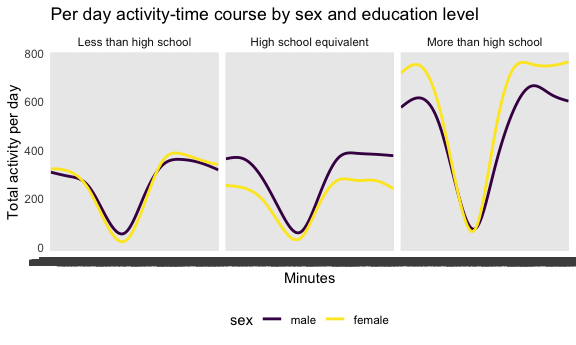 Per day activity-time course by sex and education level
Less than high school
High school equivalent
More than high school
Total activity per day
800
600
400
200
0
Minutes
sex
male
female